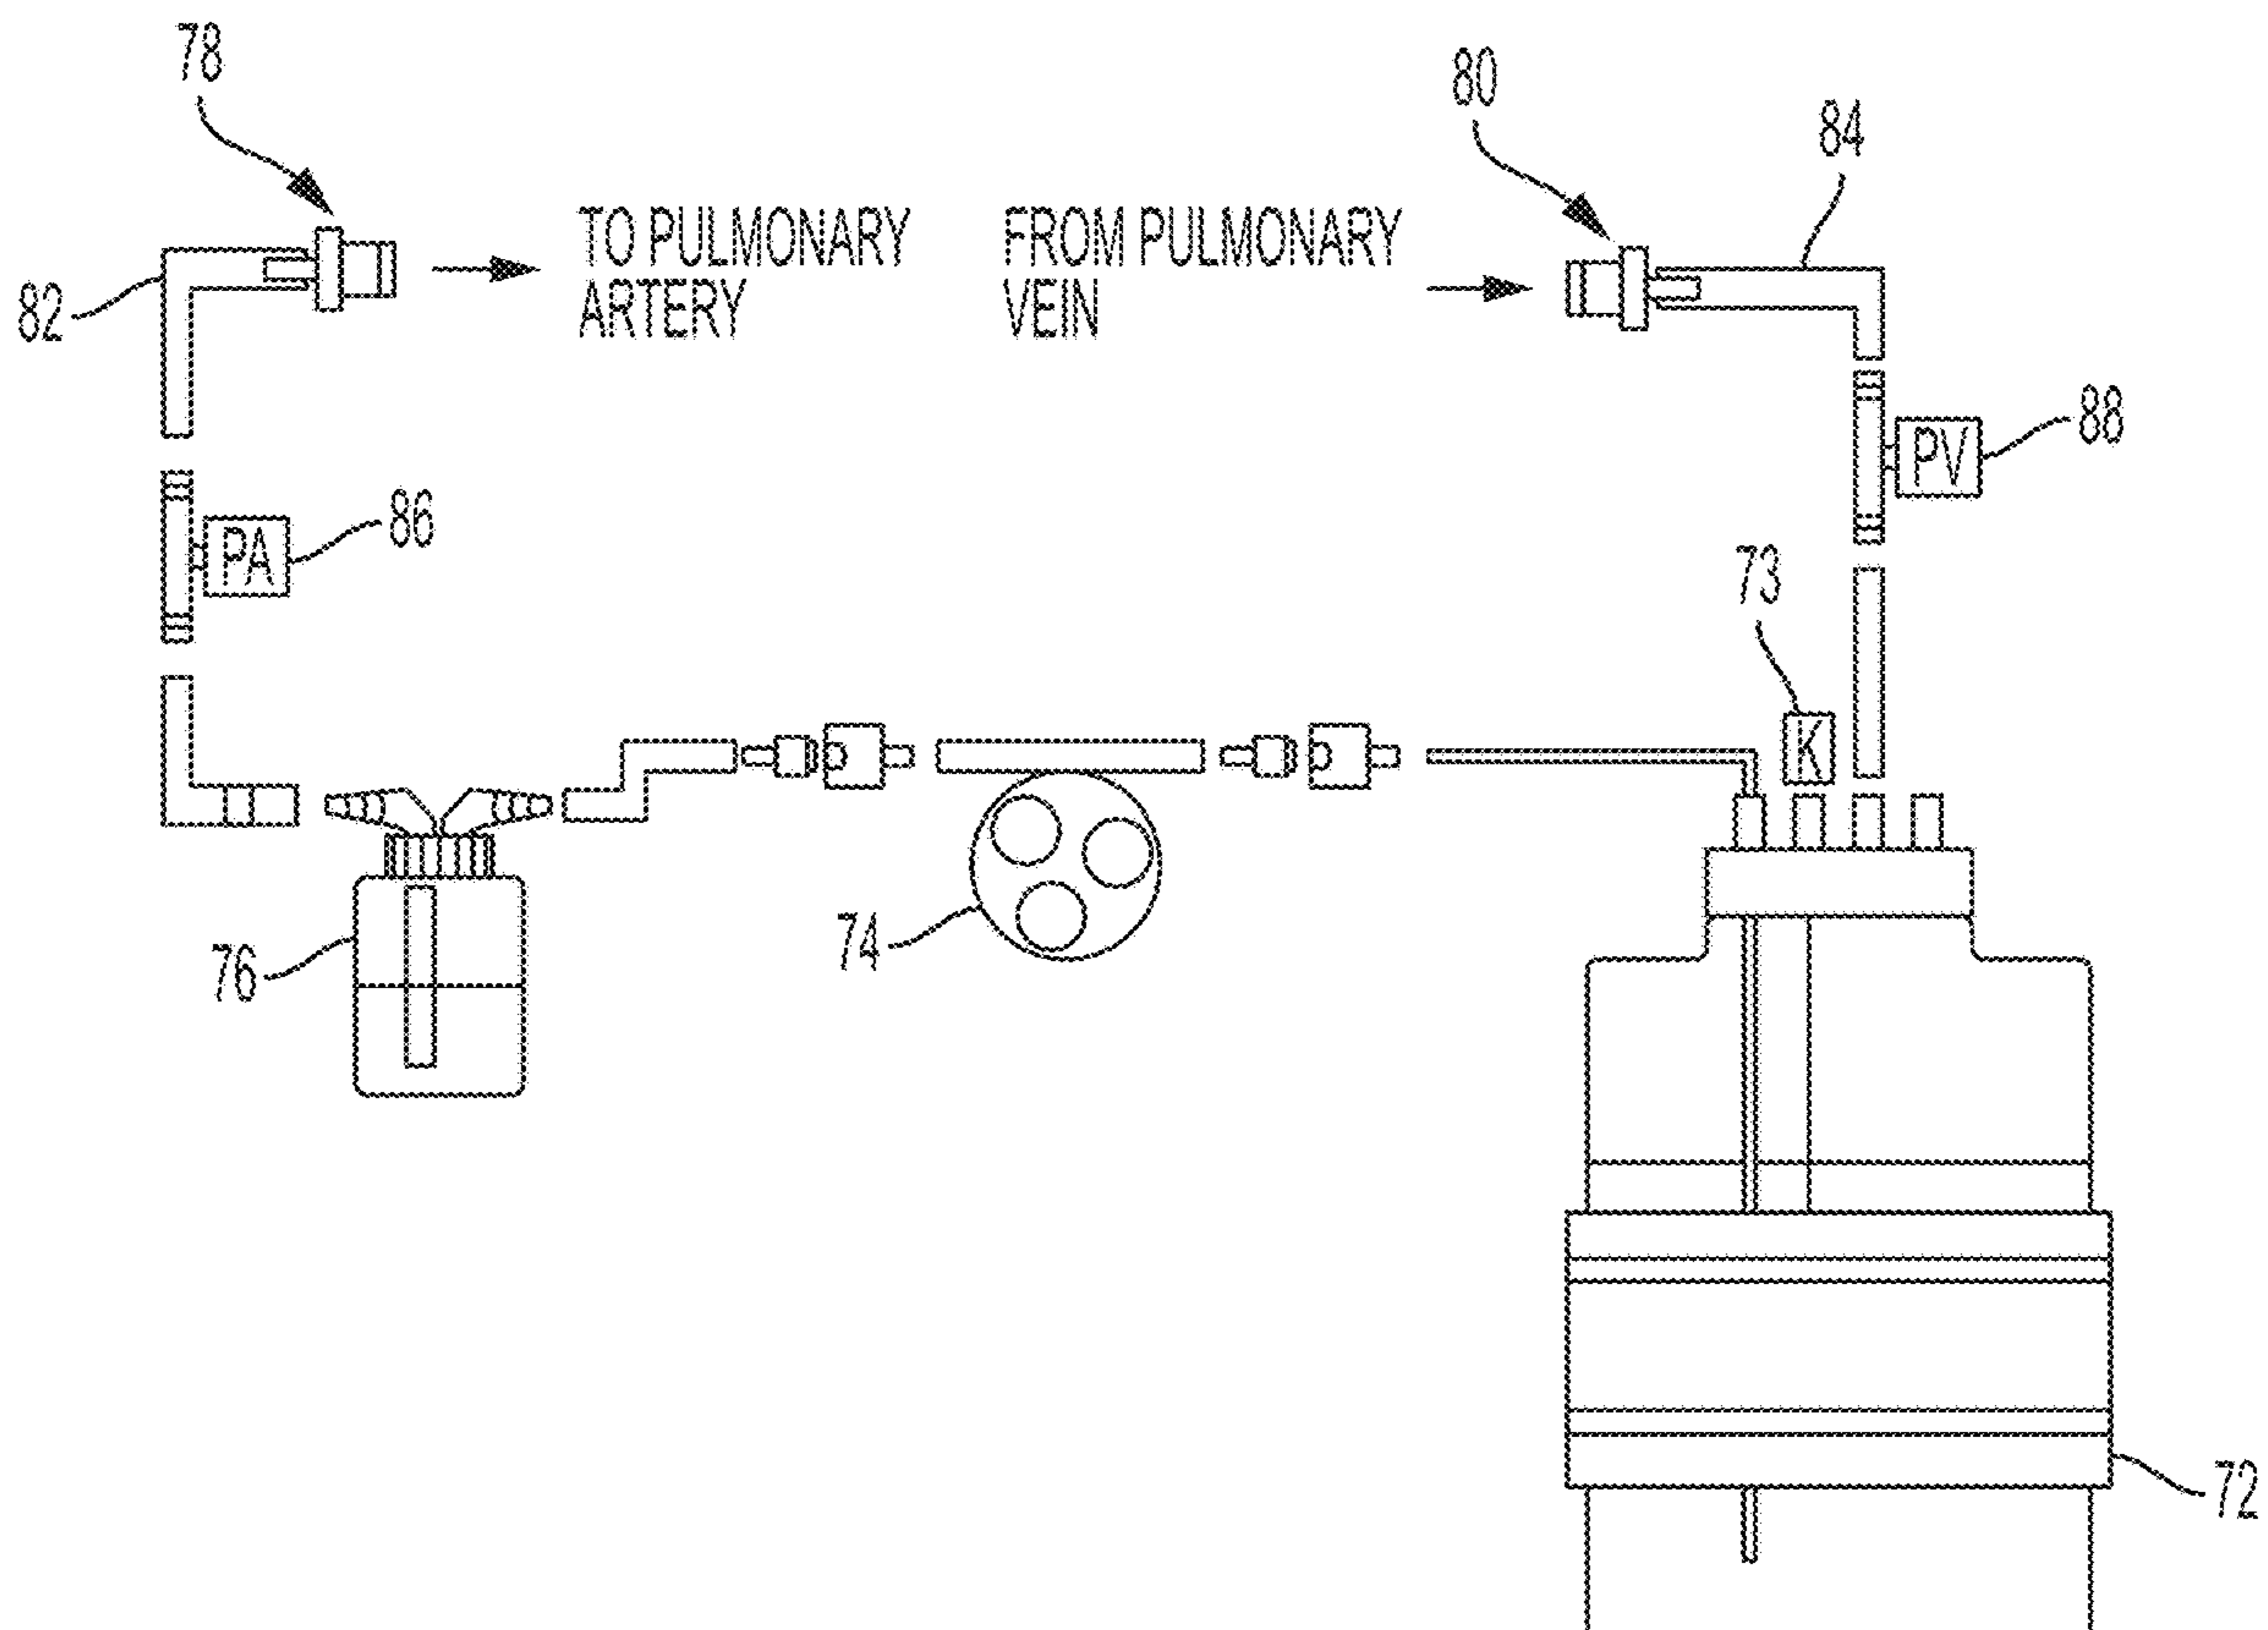 78
80
84
TO PULMONARY
ARTERY
FROM PULMONARY
VEIN
82
88
PV
86
PA
73
K
74
76
72